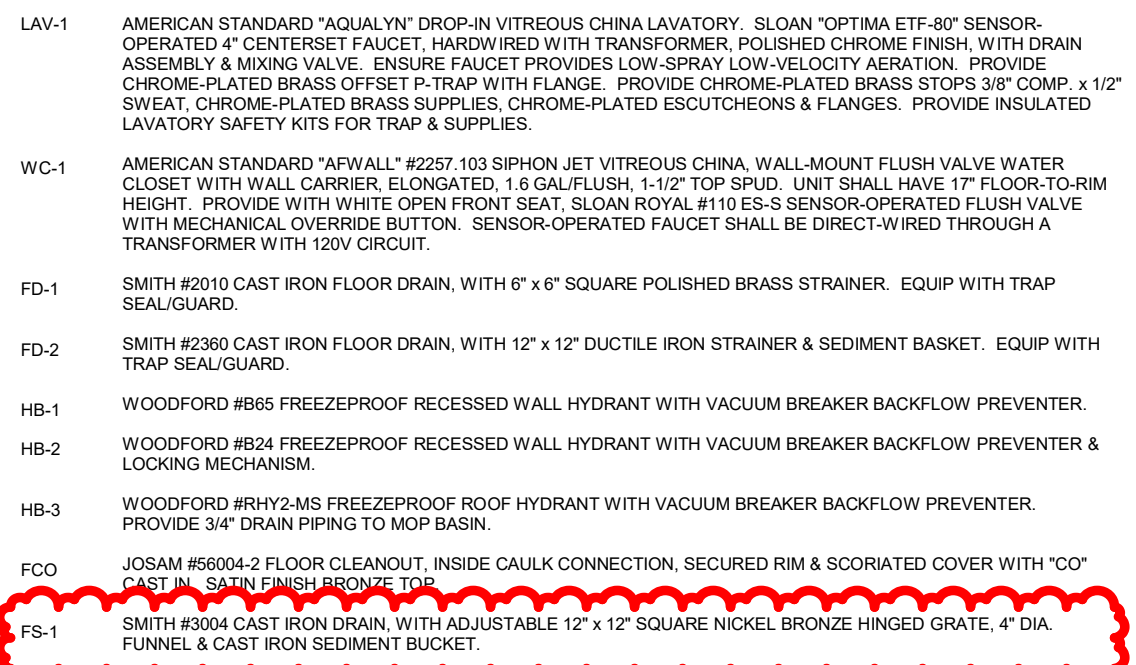 LAV-1 AMERICAN STANDARD "AQUALYN” DROP-IN VITREOUS CHINA LAVATORY. SLOAN "OPTIMA ETF-80" SENSOR-
OPERATED 4" CENTERSET FAUCET, HARDWIRED WITH TRANSFORMER, POLISHED CHROME FINISH, WITH DRAIN
ASSEMBLY & MIXING VALVE. ENSURE FAUCET PROVIDES LOW-SPRAY LOW-VELOCITY AERATION. PROVIDE
CHROME-PLATED BRASS OFFSET P-TRAP WITH FLANGE. PROVIDE CHROME-PLATED BRASS STOPS 3/8" COMP. x 1/2"
SWEAT, CHROME-PLATED BRASS SUPPLIES, CHROME-PLATED ESCUTCHEONS & FLANGES. PROVIDE INSULATED
LAVATORY SAFETY KITS FOR TRAP & SUPPLIES.
WC-1 AMERICAN STANDARD "AFWALL" #2257.103 SIPHON JET VITREOUS CHINA, WALL-MOUNT FLUSH VALVE WATER
CLOSET WITH WALL CARRIER, ELONGATED, 1.6 GAL/FLUSH, 1-1/2" TOP SPUD. UNIT SHALL HAVE 17" FLOOR-TO-RIM
HEIGHT. PROVIDE WITH WHITE OPEN FRONT SEAT, SLOAN ROYAL #110 ES-S SENSOR-OPERATED FLUSH VALVE
WITH MECHANICAL OVERRIDE BUTTON. SENSOR-OPERATED FAUCET SHALL BE DIRECT-WIRED THROUGH A
TRANSFORMER WITH 120V CIRCUIT.
FD-1 SMITH #2010 CAST IRON FLOOR DRAIN, WITH 6" x 6" SQUARE POLISHED BRASS STRAINER. EQUIP WITH TRAP
SEAL/GUARD.
FD-2 SMITH #2360 CAST IRON FLOOR DRAIN, WITH 12" x 12" DUCTILE IRON STRAINER & SEDIMENT BASKET. EQUIP WITH
TRAP SEAL/GUARD.
HB-1 WOODFORD #B65 FREEZEPROOF RECESSED WALL HYDRANT WITH VACUUM BREAKER BACKFLOW PREVENTER.
HB-2 WOODFORD #B24 FREEZEPROOF RECESSED WALL HYDRANT WITH VACUUM BREAKER BACKFLOW PREVENTER &
LOCKING MECHANISM.
HB-3 WOODFORD #RHY2-MS FREEZEPROOF ROOF HYDRANT WITH VACUUM BREAKER BACKFLOW PREVENTER.
PROVIDE 3/4" DRAIN PIPING TO MOP BASIN.
FCO JOSAM #56004-2 FLOOR CLEANOUT, INSIDE CAULK CONNECTION, SECURED RIM & SCORIATED COVER WITH "CO"
CAST IN. SATIN FINISH BRONZE TOP.
FS-1 SMITH #3004 CAST IRON DRAIN, WITH ADJUSTABLE 12" x 12" SQUARE NICKEL BRONZE HINGED GRATE, 4" DIA.
FUNNEL & CAST IRON SEDIMENT BUCKET.